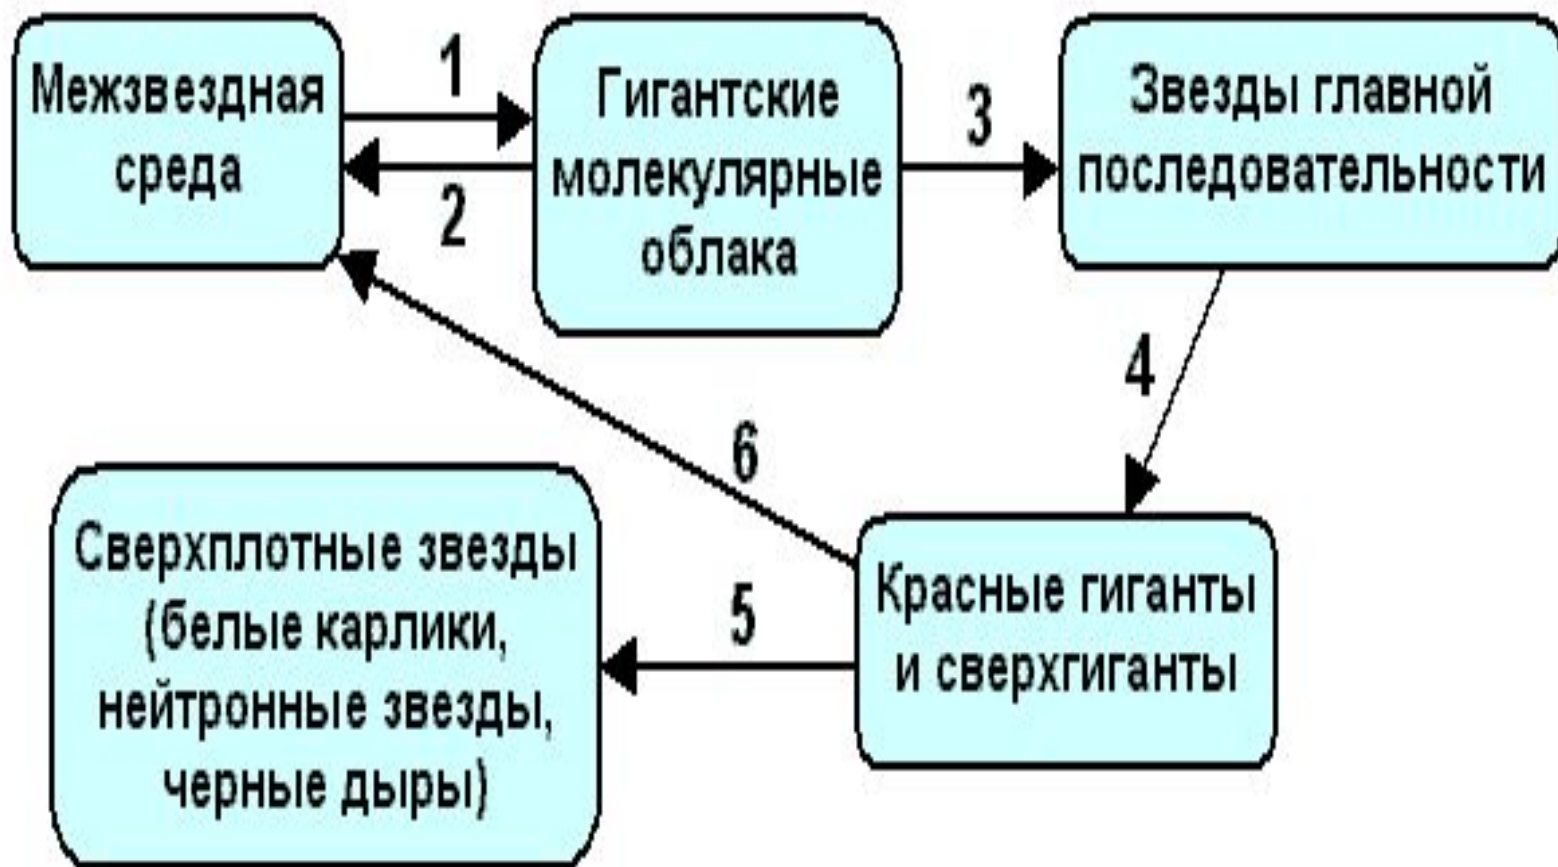 Межзвездная
среда
1
2
Гигантские
молекулярные
облака
3
Звезды главной
последовательности
4
6
Сверхплотные звезды
(белые карлики,
нейтронные звезды,
черные дыры)
5
Красные гиганты
и сверхгиганты